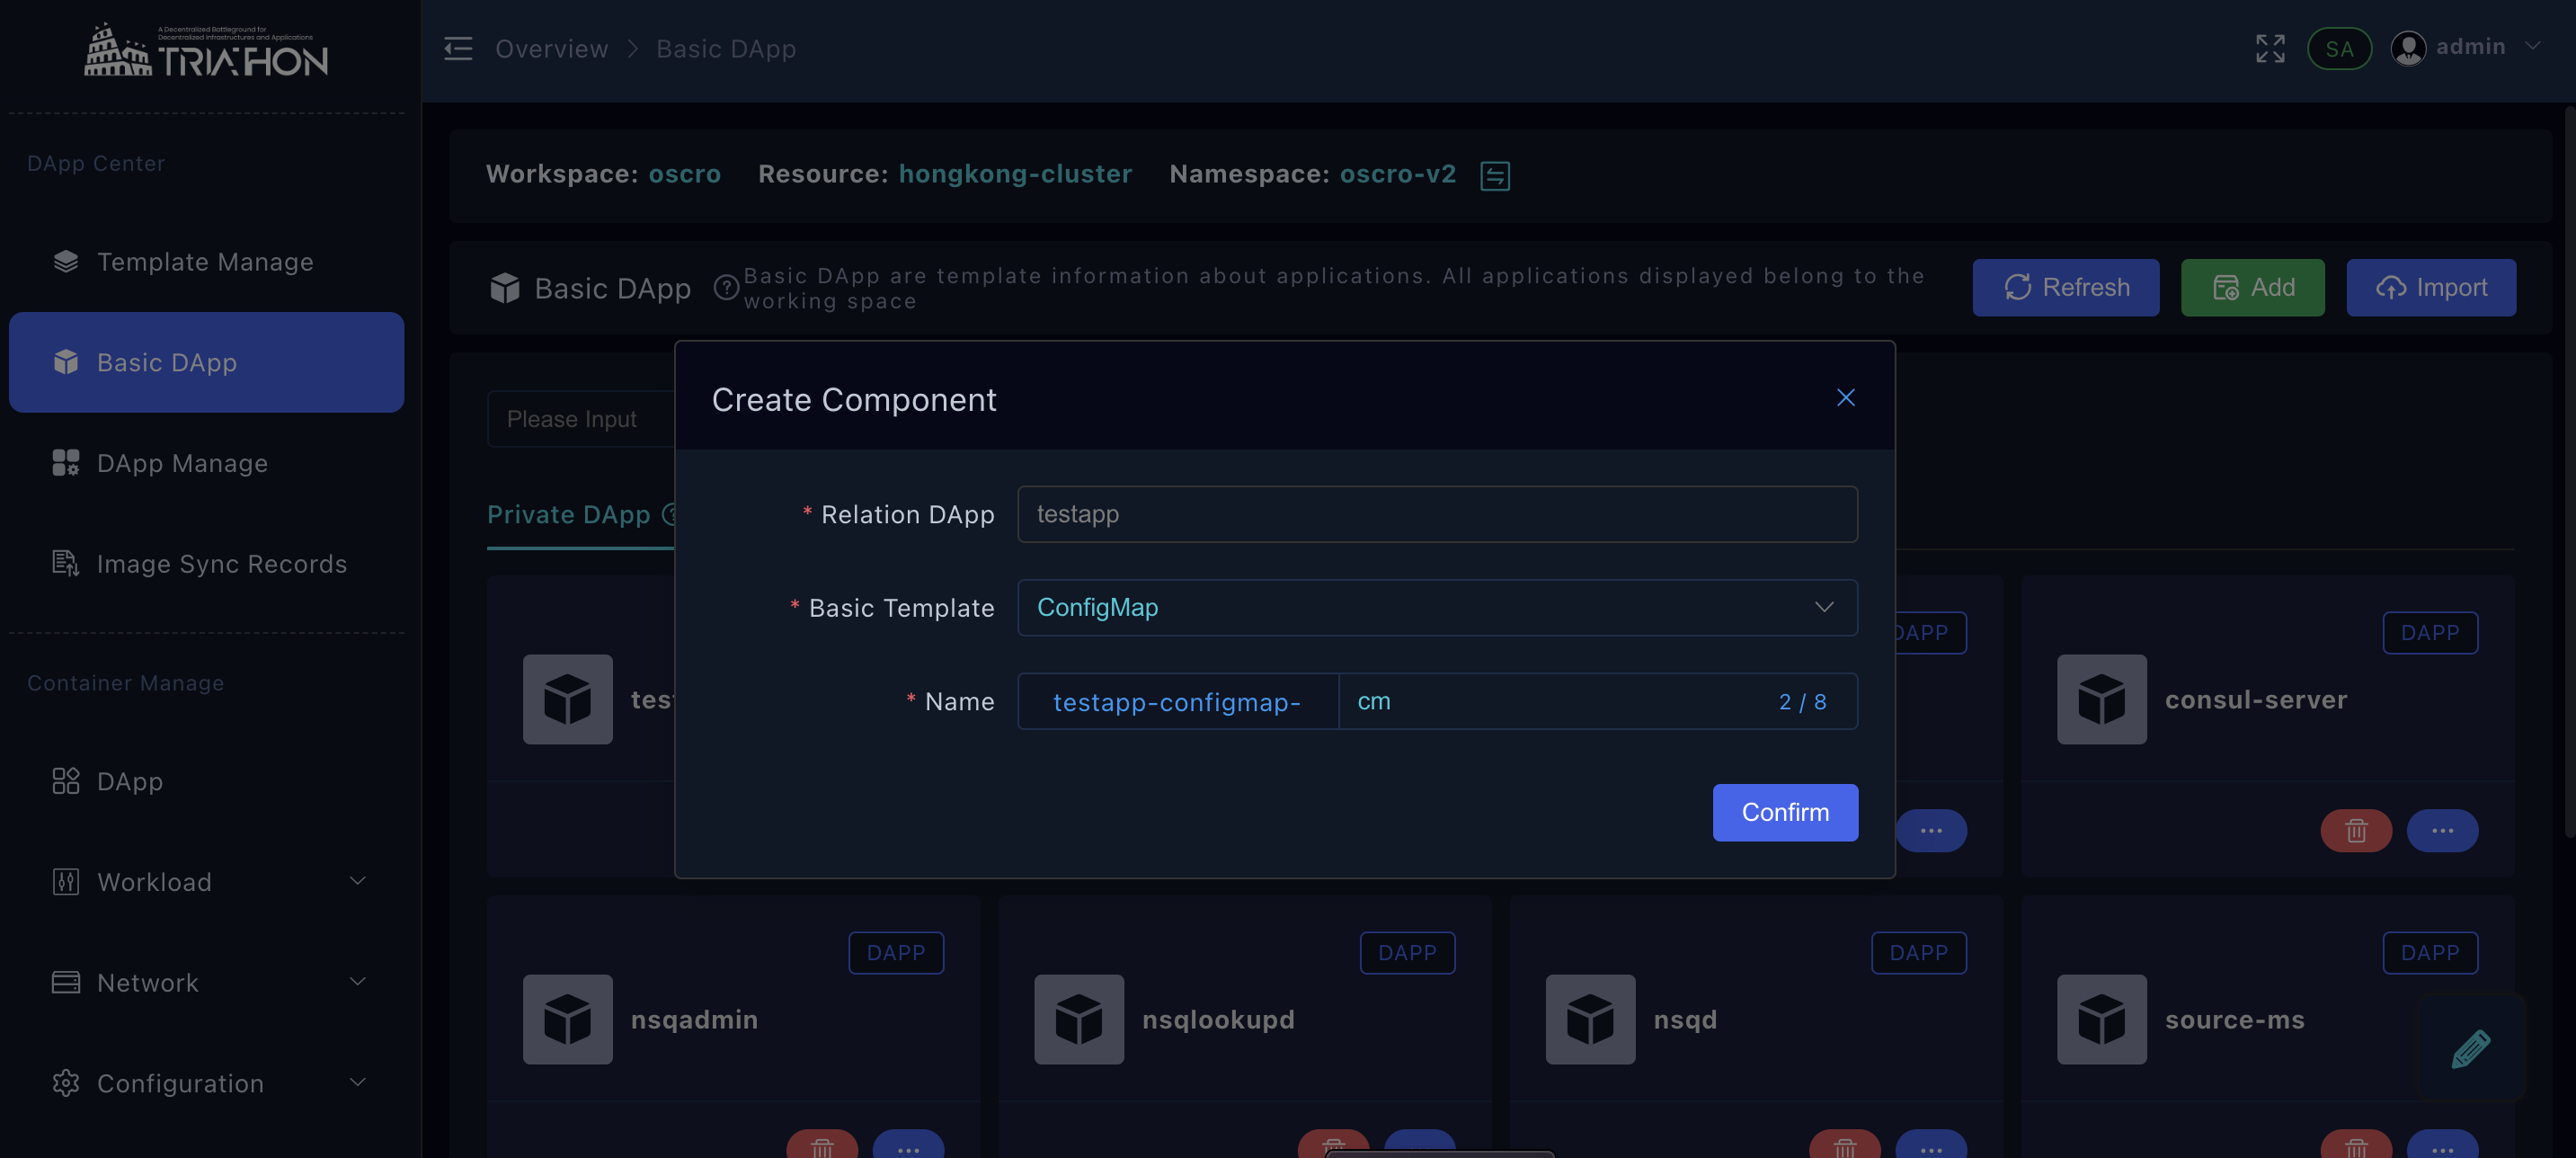 A Decentralized Battleground for
Decentralized Infrastructures and Applications
TRIATHON
Overview > Basic DApp
SA
admin
DApp Center
Template Manage
Basic DApp
DApp Manage
Image Sync Records
Container Manage
DApp
Workload
Network
Configuration
Workspace: oscro Resource: hongkong-cluster Namespace: oscro-v2
Basic DApp
Basic DApp are template information about applications. All applications displayed belong to the
working space
Refresh
Add
Import
Please Input
Private DApp
Create Component
* Relation DApp testapp
* Basic Template ConfigMap
* Name testapp-configmap- cm 2 / 8
Confirm
DAPP
DAPP
consul-server
DAPP
nsqadmin
DAPP
nsqlookupd
DAPP
nsqd
DAPP
source-ms